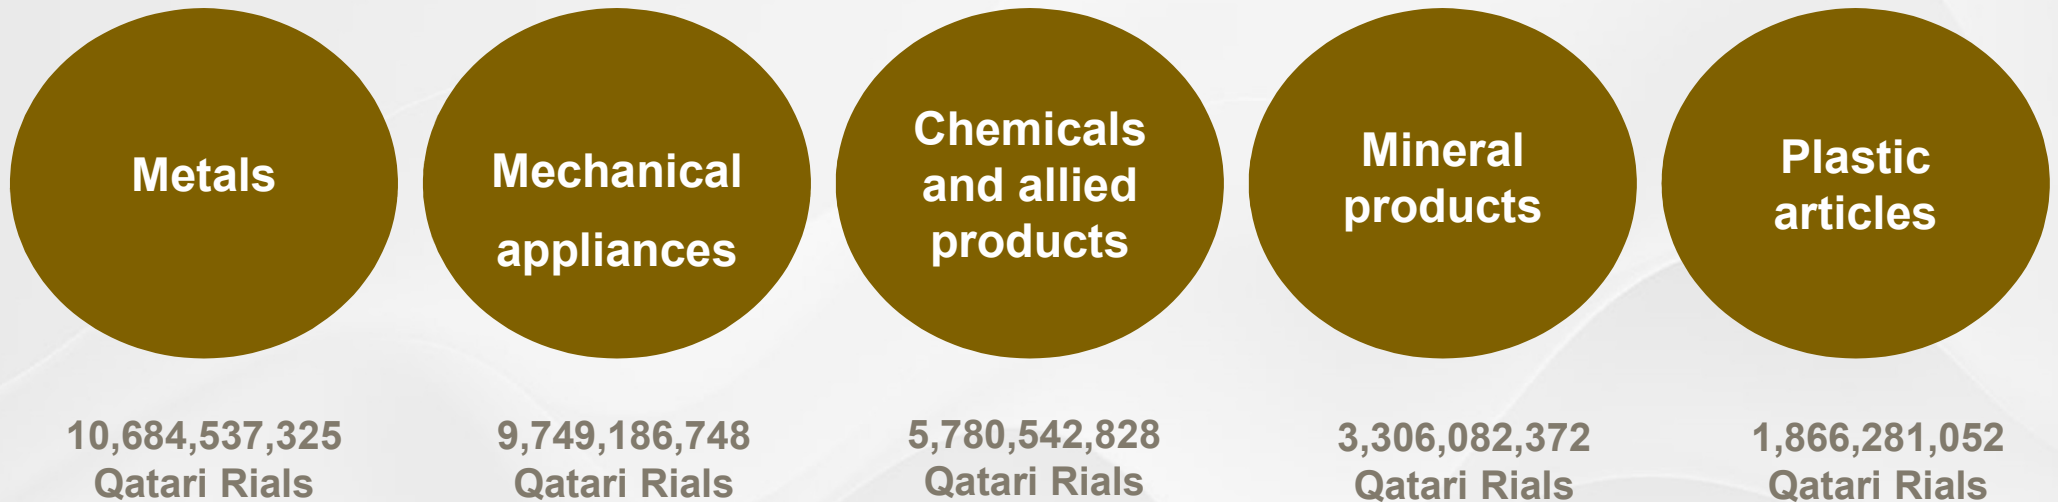 Metals
Mechanical
appliances
Chemicals
and allied
products
Mineral
products
Plastic
articles
10,684,537,325
Qatari Rials
9,749,186,748
Qatari Rials
5,780,542,828
Qatari Rials
3,306,082,372
Qatari Rials
1,866,281,052
Qatari Rials